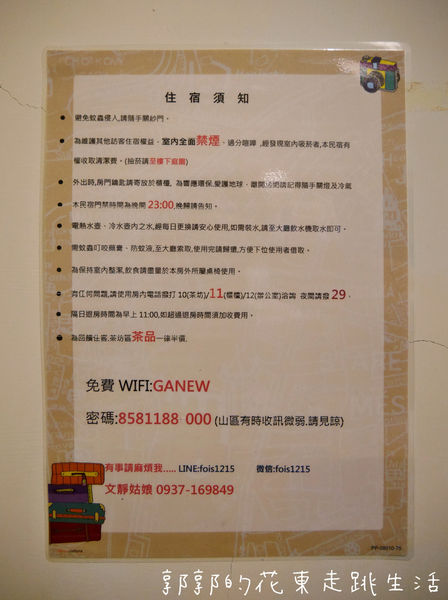 住 宿 須 知
避免蚊蟲侵入,請隨手關紗門。
為維護其他訪客住宿權益,室內全面禁煙、過分喧嘩 ,經發現室內吸菸者,本民宿有
權收取清潔費。(抽菸請至樓下庭園)
外出時,房門鑰匙請寄放於櫃檯, 為響應環保,愛護地球、離開房間請記得隨手關燈及冷氣
本民宿門禁時間為晚間 23:00,晚歸請告知。
電熱水壺、冷水壺內之水,經每日更換請安心使用,如需裝水,請至大廳飲水機取水即可。
需蚊蟲叮咬藥膏、防蚊液,至大廳索取,使用完請歸還,方便下位使用者借取。
為保持室內整潔,飲食請盡量於本房外所屬桌椅使用。
有任何問題,請使用房內電話撥打 10(茶坊)/11(櫃檯)/12(辦公室)洽詢 夜間請撥 29、
隔日退房時間為早上 11:00,如超過退房時間須加收費用。
為回饋住客,茶坊區茶品一律半價.
免費 WIFI:GANEW
密碼:8581188 000 (山區有時收訊微弱.請見諒)
有事請麻煩我..... LINE:fois1215 微信:fois1215
文靜姑娘 0937-169849
郭郭的花東走跳生活